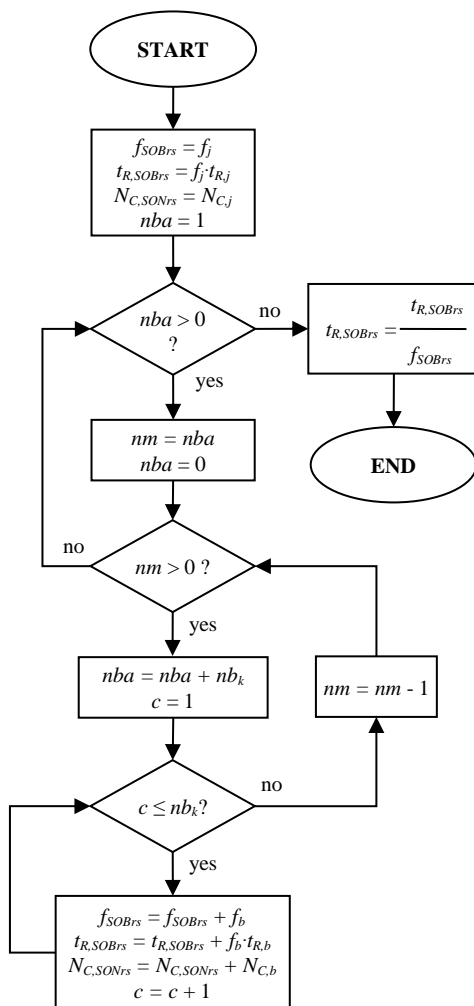 START
f_SOBrs = f_j
t_R,SOBrs = f_j·t_R,j
N_C,SONrs = N_C,j
nba = 1
nba > 0
?
no
yes
t_R,SOBrs = t_R,SOBrs / f_SOBrs
END
nm = nba
nba = 0
no
nm > 0 ?
yes
nba = nba + nb_k
c = 1
nm = nm - 1
c ≤ nb_k?
no
yes
f_SOBrs = f_SOBrs + f_b
t_R,SOBrs = t_R,SOBrs + f_b·t_R,b
N_C,SONrs = N_C,SONrs + N_C,b
c = c + 1